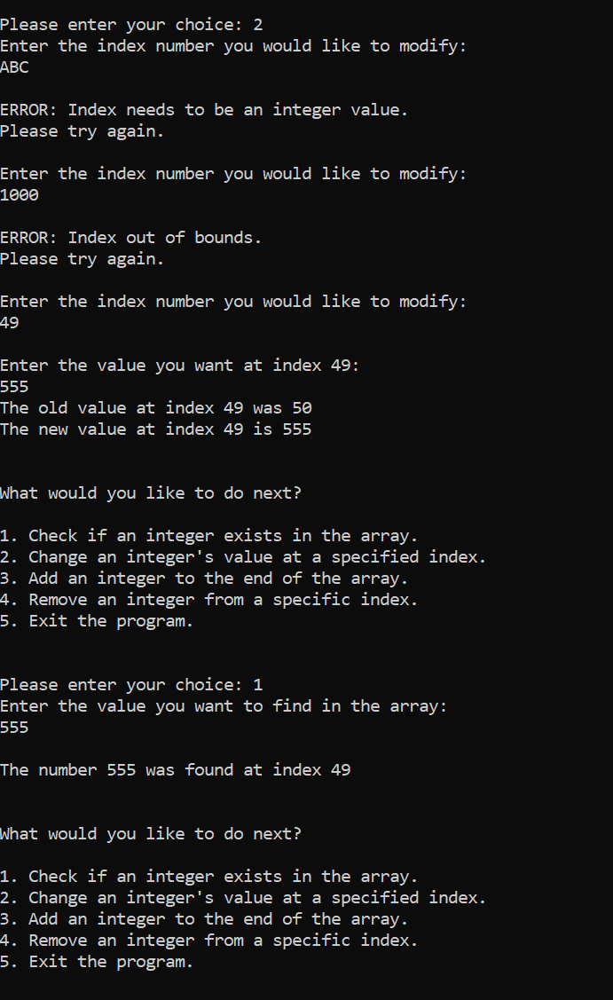 Please enter your choice: 2
Enter the index number you would like to modify:
ABC
ERROR: Index needs to be an integer value.
Please try again.
Enter the index number you would like to modify:
1000
ERROR: Index out of bounds.
Please try again.
Enter the index number you would like to modify:
49
Enter the value you want at index 49:
555
The old value at index 49 was 50
The new value at index 49 is 555
What would you like to do next?
1. Check if an integer exists in the array.
2. Change an integer's value at a specified index.
3. Add an integer to the end of the array.
4. Remove an integer from a specific index.
5. Exit the program.
Please enter your choice: 1
Enter the value you want to find in the array:
555
The number 555 was found at index 49
What would you like to do next?
1. Check if an integer exists in the array.
2. Change an integer's value at a specified index.
3. Add an integer to the end of the array.
4. Remove an integer from a specific index.
5. Exit the program.